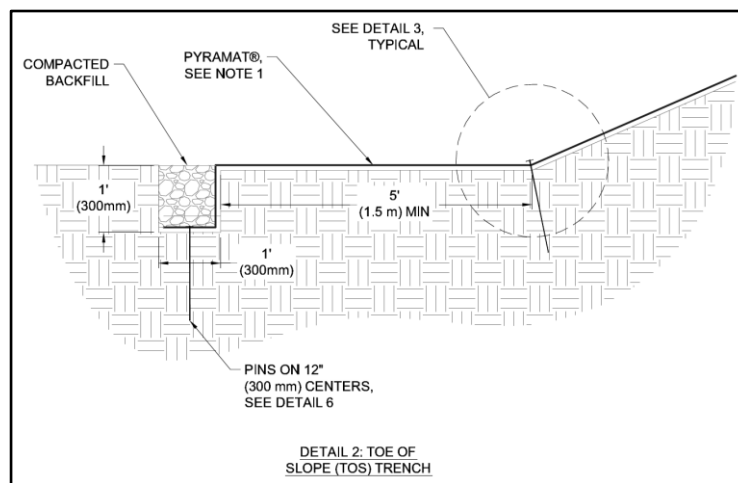 SEE DETAIL 3,
TYPICAL
COMPACTED
BACKFILL
PYRAMAT®,
SEE NOTE 1
1'
(300mm)
5'
(1.5 m) MIN
1'
(300mm)
PINS ON 12"
(300 mm) CENTERS,
SEE DETAIL 6
DETAIL 2: TOE OF
SLOPE (TOS) TRENCH